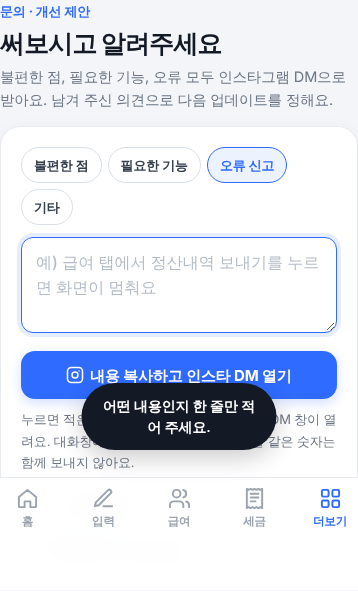 문의 · 개선 제안
써보시고 알려주세요
불편한 점, 필요한 기능, 오류 모두 인스타그램 DM으로
받아요. 남겨 주신 의견으로 다음 업데이트를 정해요.
불편한 점
필요한 기능
오류 신고
기타
예) 급여 탭에서 정산내역 보내기를 누르
면 화면이 멈춰요
내용 복사하고 인스타 DM 열기
어떤 내용인지 한 줄만 적
어 주세요.
누르면 적은 DM 창이 열
려요. 같은 숫자는
함께 보내지 않아요.
홈
입력
급여
세금
더보기